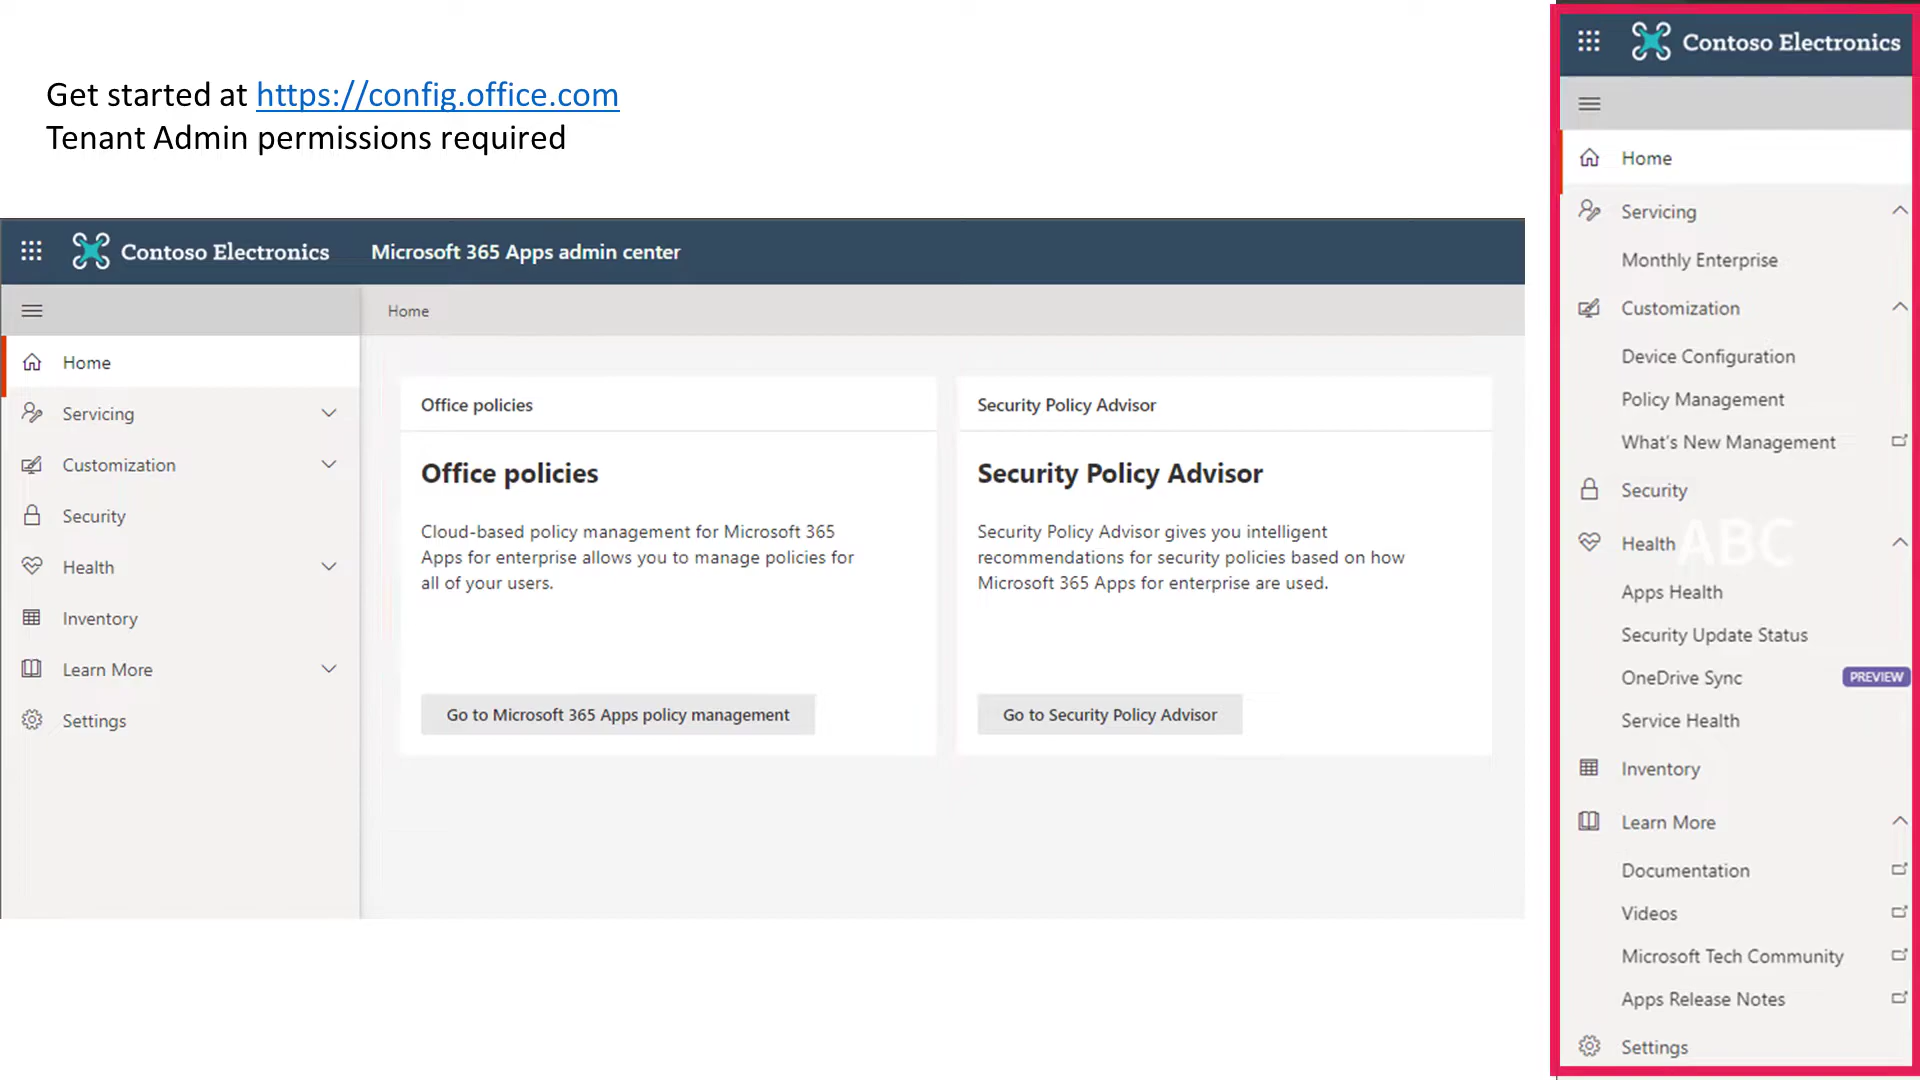 Get started at https://config.office.com
Tenant Admin permissions required
Contoso Electronics
Microsoft 365 Apps admin center
Home
Home
Servicing
Customization
Security
Health
Inventory
Learn More
Settings
Office policies
Office policies
Cloud-based policy management for Microsoft 365
Apps for enterprise allows you to manage policies for
all of your users.
Go to Microsoft 365 Apps policy management
Security Policy Advisor
Security Policy Advisor
Security Policy Advisor gives you intelligent
recommendations for security policies based on how
Microsoft 365 Apps for enterprise are used.
Go to Security Policy Advisor
Contoso Electronics
Home
Servicing
Monthly Enterprise
Customization
Device Configuration
Policy Management
What's New Management
Security
Health
ABC
Apps Health
Security Update Status
OneDrive Sync PREVIEW
Service Health
Inventory
Learn More
Documentation
Videos
Microsoft Tech Community
Apps Release Notes
Settings